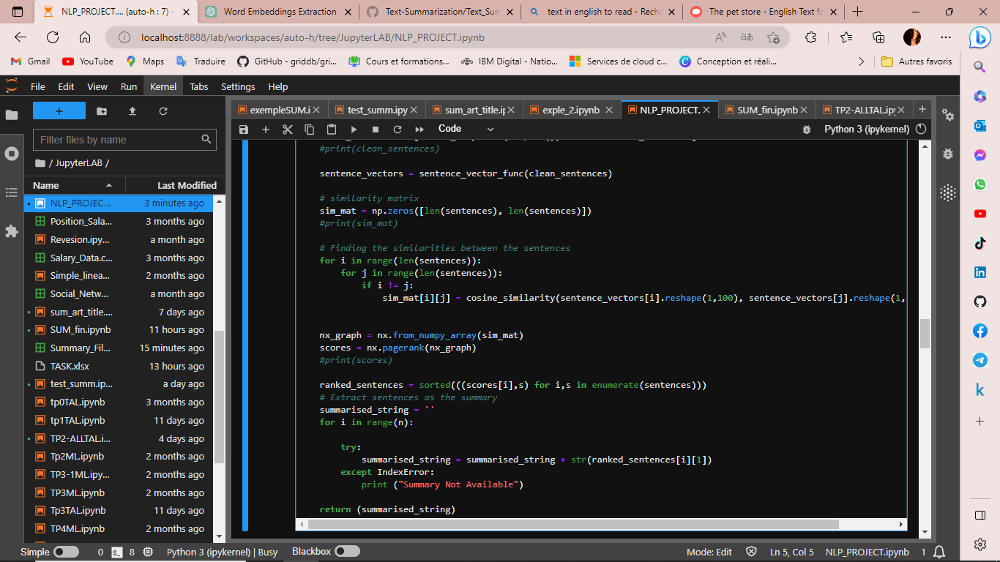 NLP_PROJECT.... (auto-h : 7) -
Word Embeddings Extraction
Text-Summarization/Text_Sum
text in english to read - Reche
The pet store - English Text fo
localhost:8888/lab/workspaces/auto-h/tree/JupyterLAB/NLP_PROJECT.ipynb
Gmail YouTube Maps Traduire GitHub - griddb/gri... Cours et formations... IBM Digital - Natio... Services de cloud c... Conception et réali... Autres favoris
File Edit View Run Kernel Tabs Settings Help
exempleSUM.i test_summ.ipy sum_art_title.ip exple_2.ipynb NLP_PROJECT. SUM_fin.ipynb TP2-ALLTAL.ipy
Code Python 3 (ipykernel)
Filter files by name
/ JupyterLAB /
Name Last Modified
NLP_PROJEC... 3 minutes ago
Position_Sala... 3 months ago
Revesion.ipy... a month ago
Salary_Data.c... 3 months ago
Simple_linea... 2 months ago
Social_Netw... a month ago
sum_art_title.... 7 days ago
SUM_fin.ipynb 11 hours ago
Summary_Fil... 15 minutes ago
TASK.xlsx 13 hours ago
test_summ.ip... a day ago
tp0TAL.ipynb 3 months ago
tp1TAL.ipynb 11 days ago
TP2-ALLTAL.i... 4 days ago
Tp2ML.ipynb 2 months ago
TP3-1ML.ipy... 2 months ago
TP3ML.ipynb 2 months ago
Tp3TAL.ipynb 11 days ago
TP4ML.ipynb 2 months ago
#print(clean_sentences)
sentence_vectors = sentence_vector_func(clean_sentences)
# similarity matrix
sim_mat = np.zeros([len(sentences), len(sentences)])
#print(sim_mat)
# Finding the similarities between the sentences
for i in range(len(sentences)):
for j in range(len(sentences)):
if i != j:
sim_mat[i][j] = cosine_similarity(sentence_vectors[i].reshape(1,100), sentence_vectors[j].reshape(1,
nx_graph = nx.from_numpy_array(sim_mat)
scores = nx.pagerank(nx_graph)
#print(scores)
ranked_sentences = sorted(((scores[i],s) for i,s in enumerate(sentences)))
# Extract sentences as the summary
summarised_string = ''
for i in range(n):
try:
summarised_string = summarised_string + str(ranked_sentences[i][1])
except IndexError:
print ("Summary Not Available")
return (summarised_string)
Simple 0 8 Python 3 (ipykernel) | Busy Blackbox Mode: Edit Ln 5, Col 5 NLP_PROJECT.ipynb 1